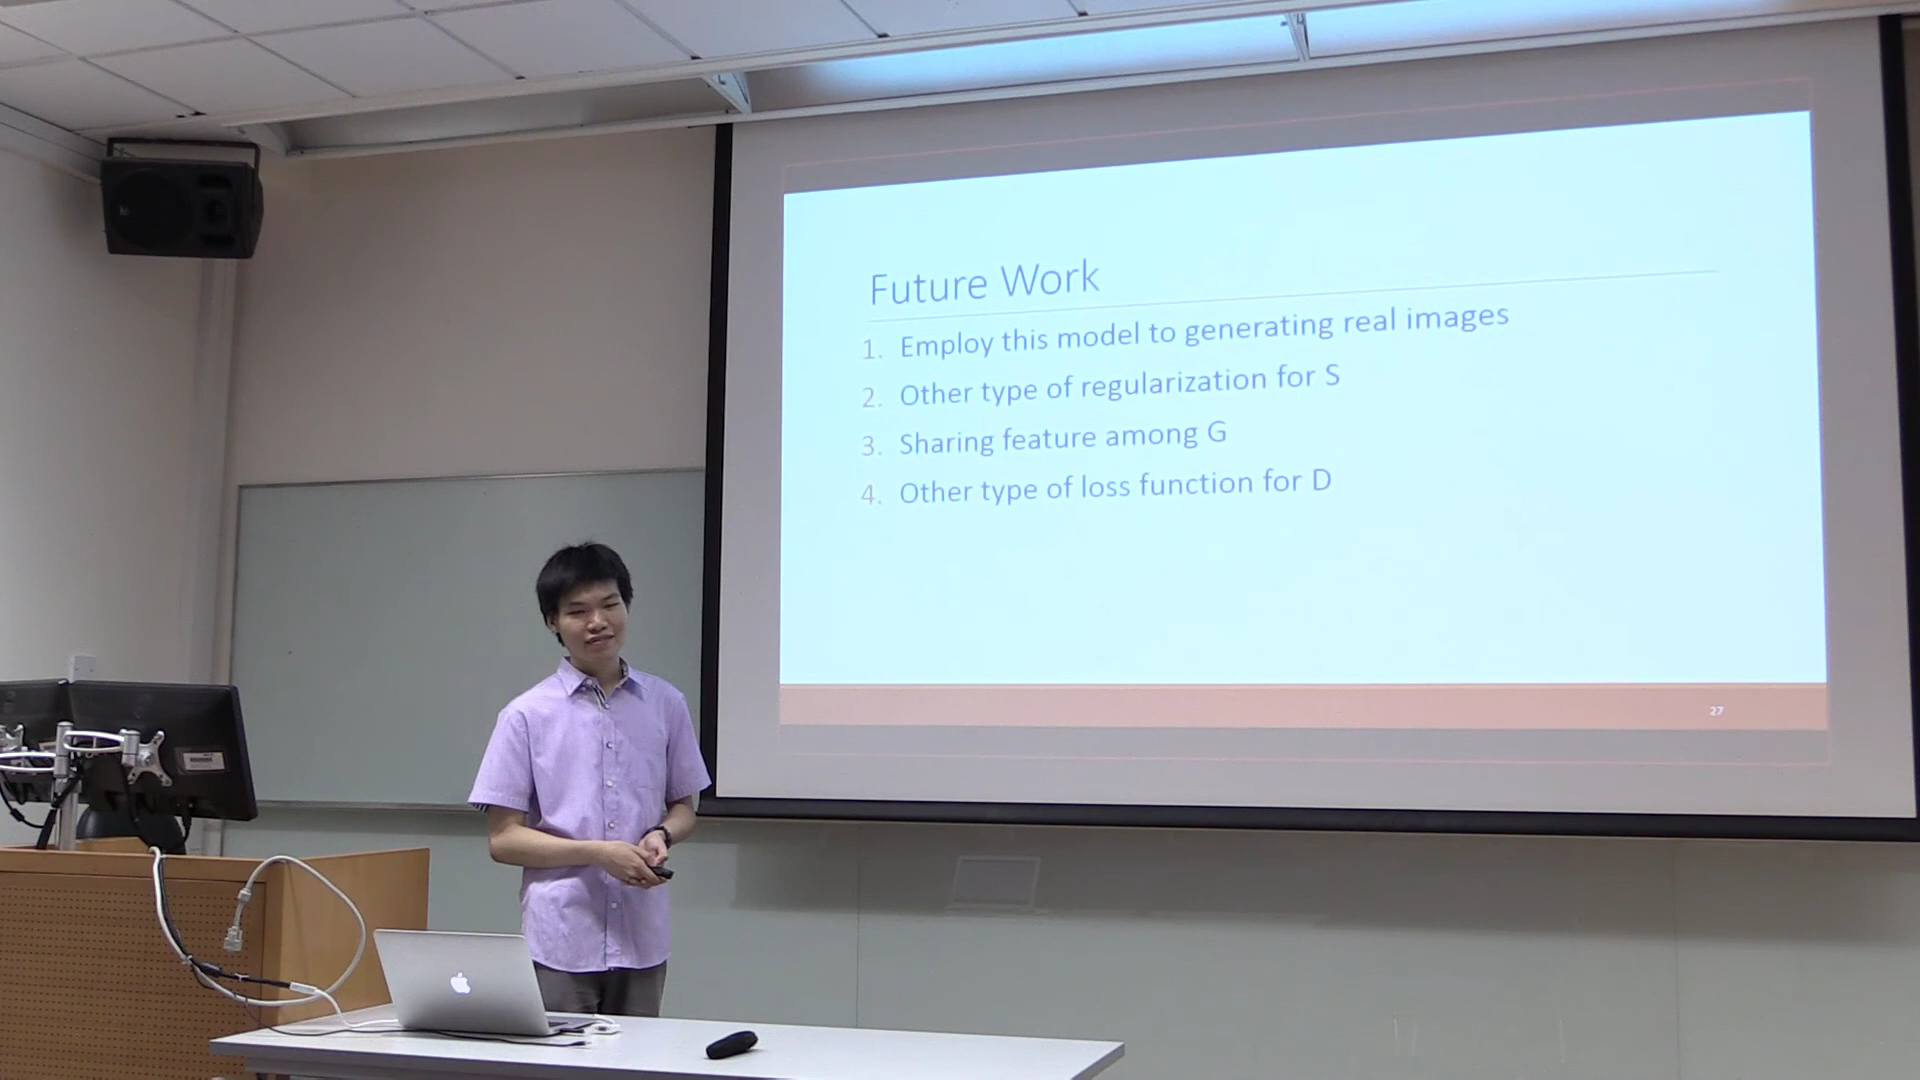 Future Work
1. Employ this model to generating real images
2. Other type of regularization for S
3. Sharing feature among G
4. Other type of loss function for D
27